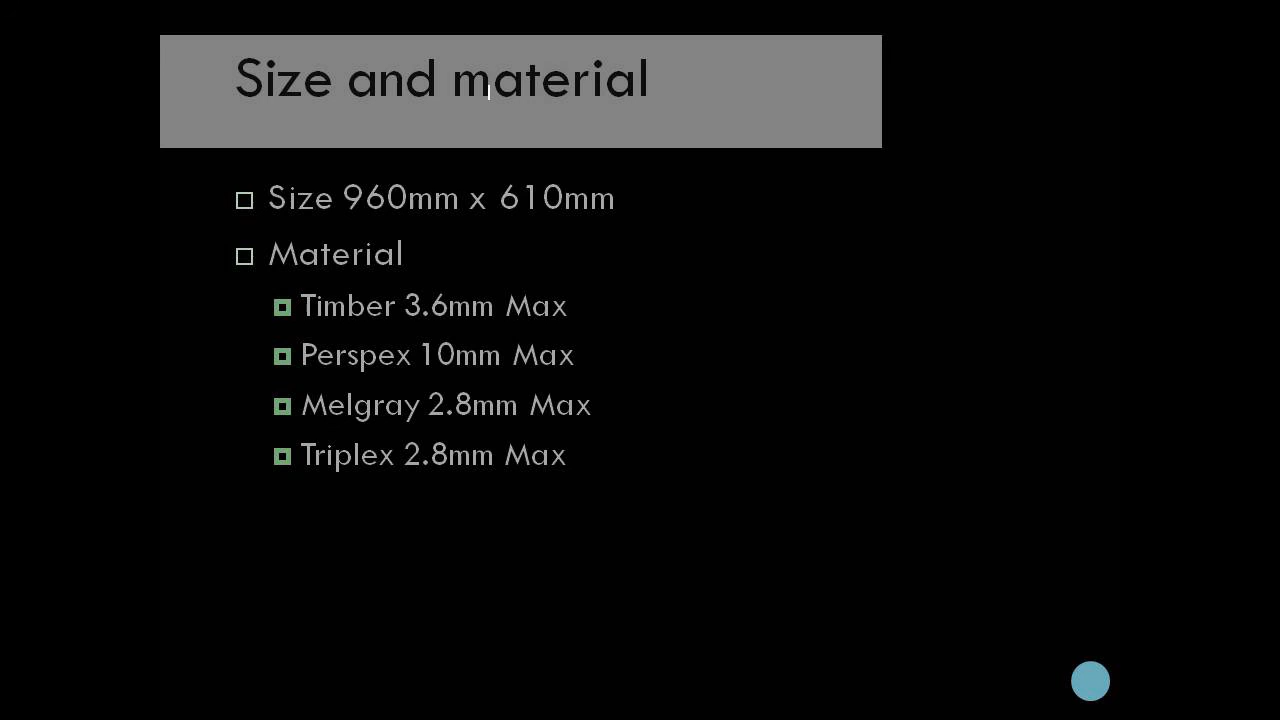 Size and material
Size 960mm x 610mm
Material
Timber 3.6mm Max
Perspex 10mm Max
Melgray 2.8mm Max
Triplex 2.8mm Max